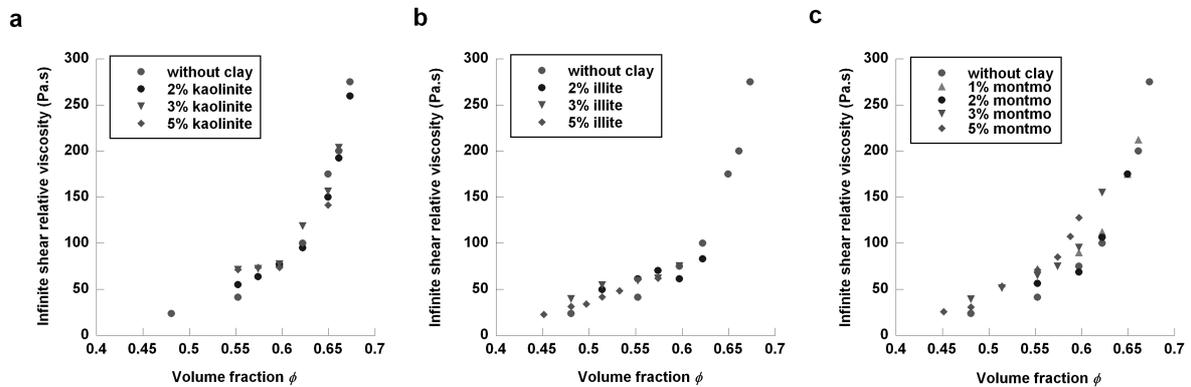 a
Infinite shear relative viscosity (Pa.s)
300
250
200
150
100
50
0
without clay
2% kaolinite
3% kaolinite
5% kaolinite
0.4
0.45
0.5
0.55
0.6
0.65
0.7
Volume fraction ϕ
b
Infinite shear relative viscosity (Pa.s)
300
250
200
150
100
50
0
without clay
2% illite
3% illite
5% illite
0.4
0.45
0.5
0.55
0.6
0.65
0.7
Volume fraction ϕ
c
Infinite shear relative viscosity (Pa.s)
300
250
200
150
100
50
0
without clay
1% montmo
2% montmo
3% montmo
5% montmo
0.4
0.45
0.5
0.55
0.6
0.65
0.7
Volume fraction ϕ